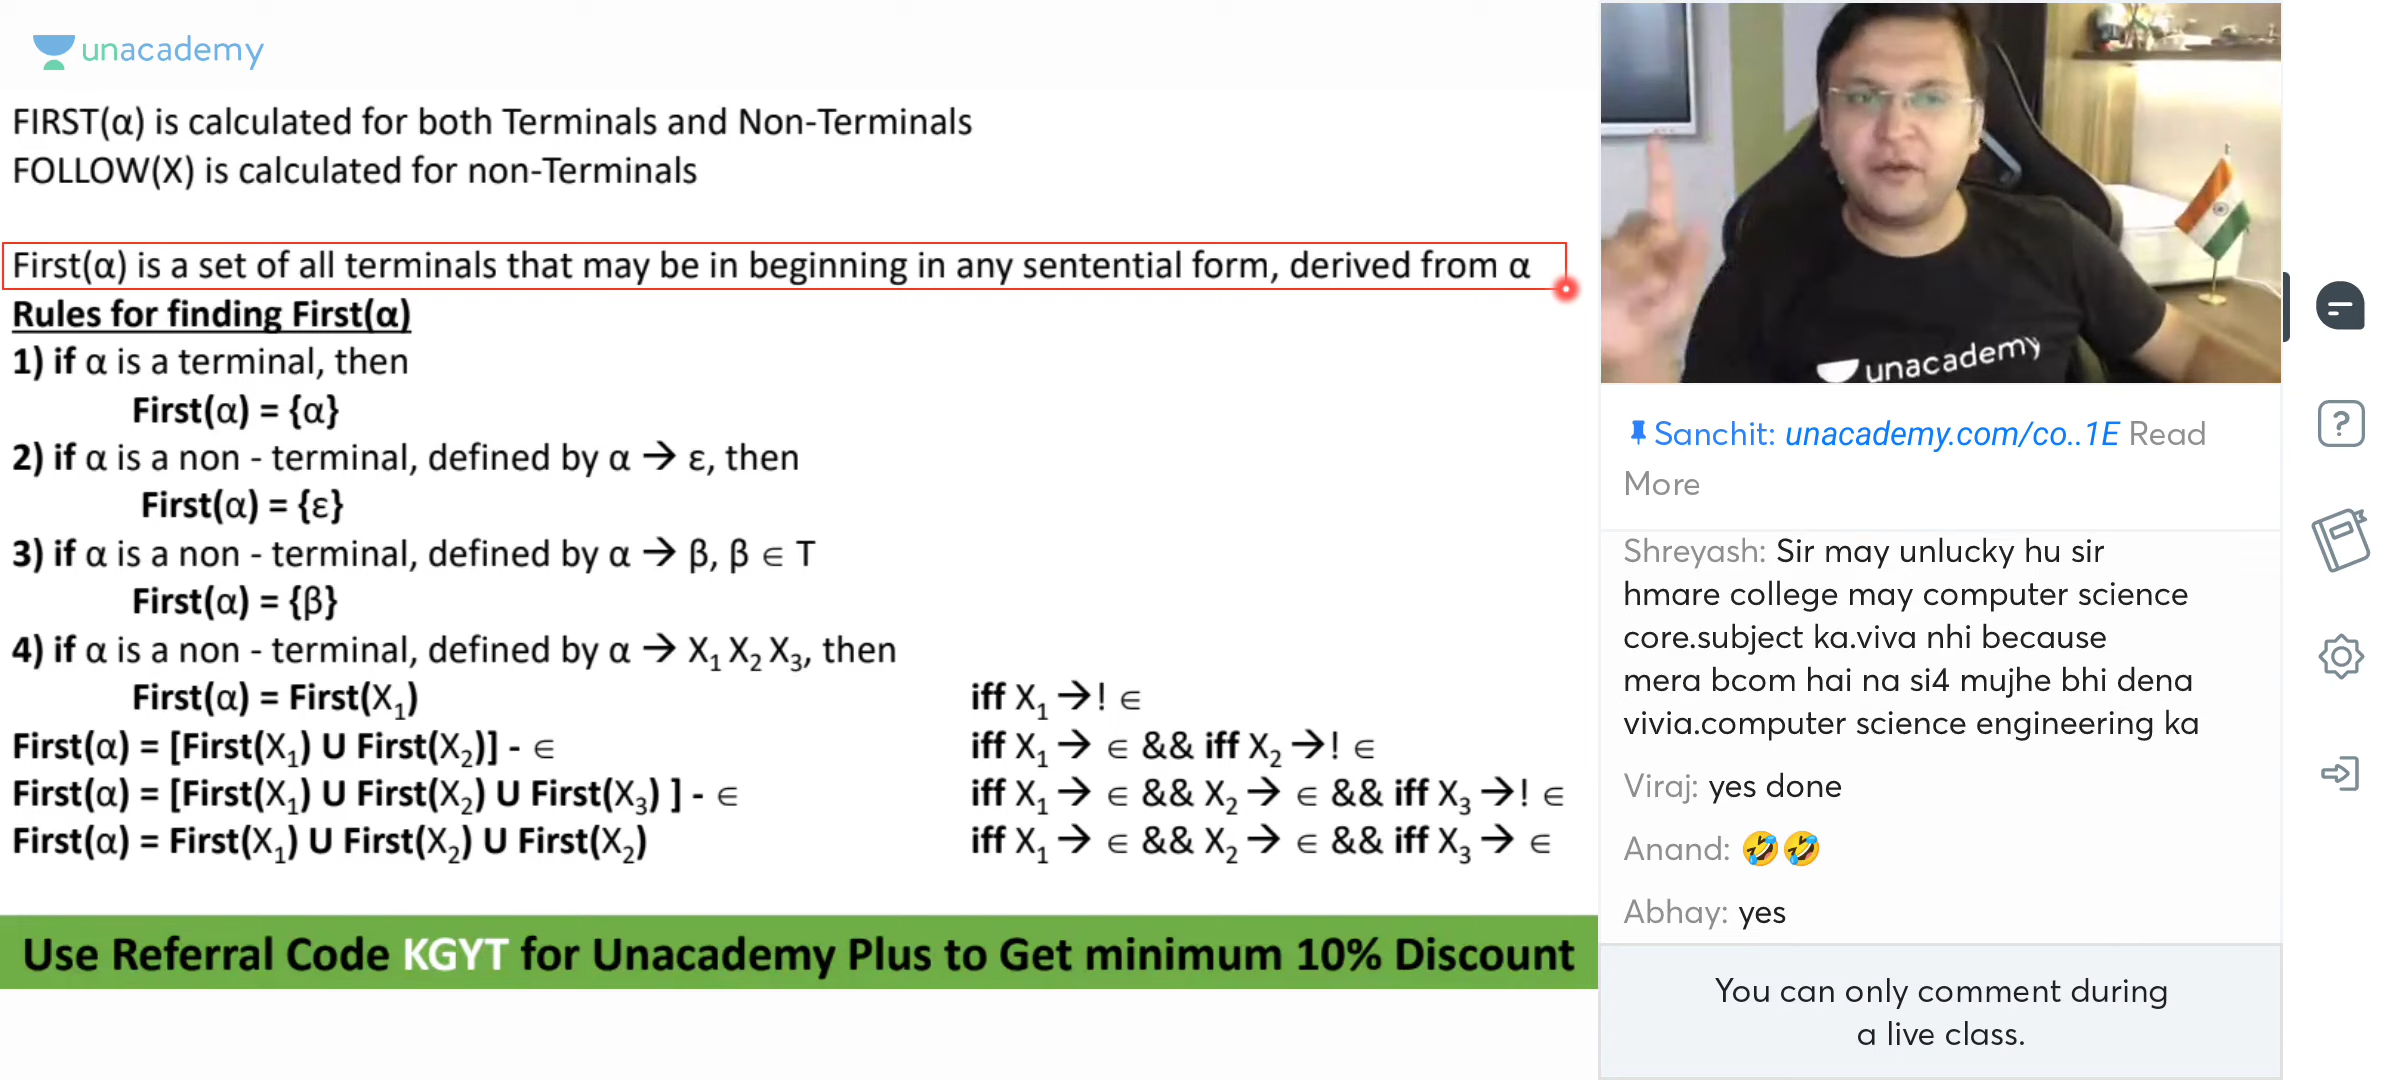 unacademy
FIRST(α) is calculated for both Terminals and Non-Terminals
FOLLOW(X) is calculated for non-Terminals
First(α) is a set of all terminals that may be in beginning in any sentential form, derived from α
Rules for finding First(α)
1) if α is a terminal, then
First(α) = {α}
2) if α is a non - terminal, defined by α → ε, then
First(α) = {ε}
3) if α is a non - terminal, defined by α → β, β ∈ T
First(α) = {β}
4) if α is a non - terminal, defined by α → X₁ X₂ X₃, then
First(α) = First(X₁) iff X₁ →! ∈
First(α) = [First(X₁) U First(X₂)] - ∈ iff X₁ → ∈ && iff X₂ →! ∈
First(α) = [First(X₁) U First(X₂) U First(X₃) ] - ∈ iff X₁ → ∈ && X₂ → ∈ && iff X₃ →! ∈
First(α) = First(X₁) U First(X₂) U First(X₂) iff X₁ → ∈ && X₂ → ∈ && iff X₃ → ∈
Use Referral Code KGYT for Unacademy Plus to Get minimum 10% Discount
unacademy
Sanchit: unacademy.com/co..1E Read
More
Shreyash: Sir may unlucky hu sir
hmare college may computer science
core.subject ka.viva nhi because
mera bcom hai na si4 mujhe bhi dena
vivia.computer science engineering ka
Viraj: yes done
Anand: 🤣🤣
Abhay: yes
You can only comment during
a live class.
?